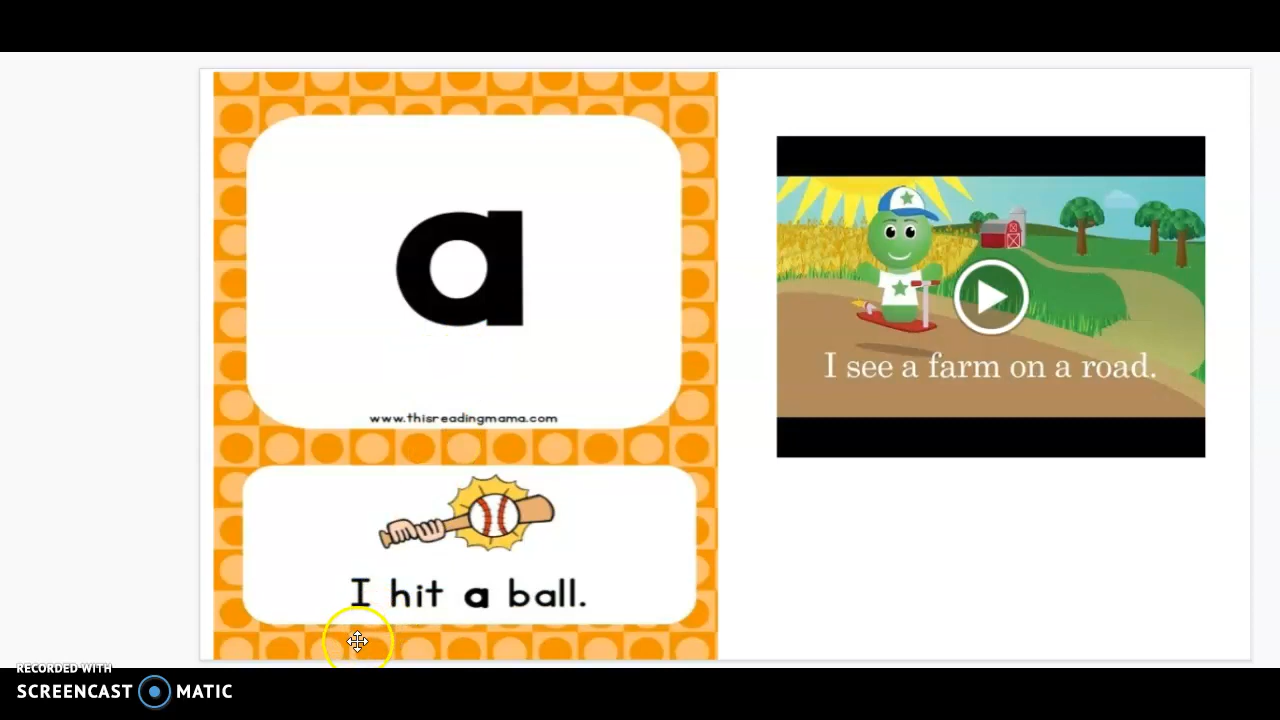 a
www.thisreadingmama.com
I hit a ball.
I see a farm on a road.
RECORDED WITH
SCREENCAST MATIC